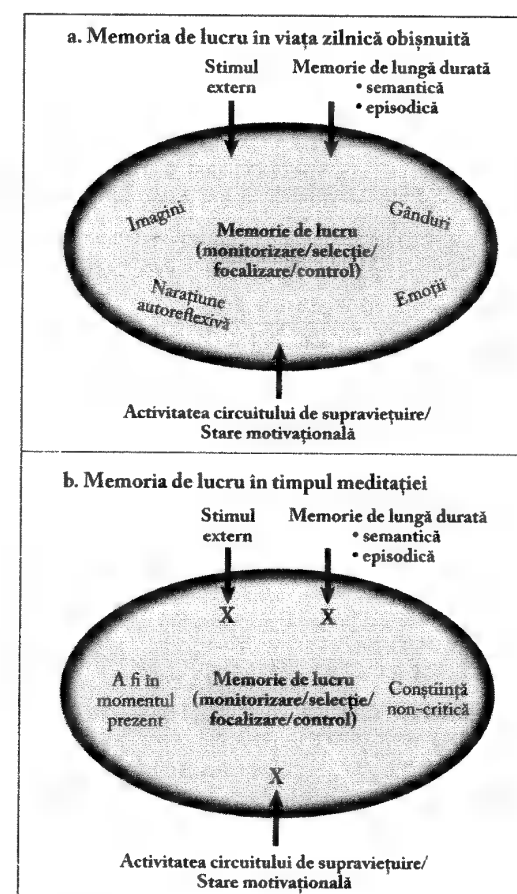 a. Memoria de lucru în viața zilnică obișnuită
Stimul
extern
Memorie de lungă durată
• semantică
• episodică
Imagini
Gânduri
Memorie de lucru
(monitorizare/selecție/
focalizare/control)
Narațiune
autoreflexivă
Emoții
Activitatea circuitului de supraviețuire/
Stare motivațională
b. Memoria de lucru în timpul meditației
Stimul
extern
Memorie de lungă durată
• semantică
• episodică
X
X
A fi în
momentul
prezent
Memorie de lucru
(monitorizare/selecție/
focalizare/control)
Conștiință
non-critică
X
Activitatea circuitului de supraviețuire/
Stare motivațională